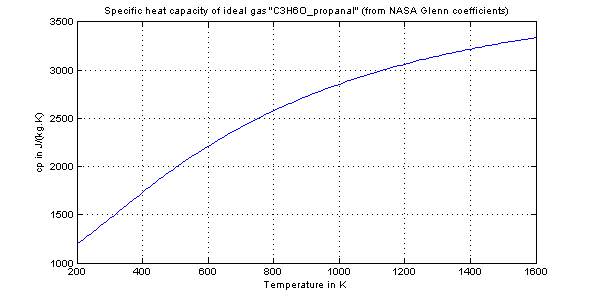 Specific heat capacity of ideal gas "C3H6O_propanal" (from NASA Glenn coefficients)
3500
3000
2500
2000
1500
1000
cp in J/(kg.K)
200 400 600 800 1000 1200 1400 1600
Temperature in K